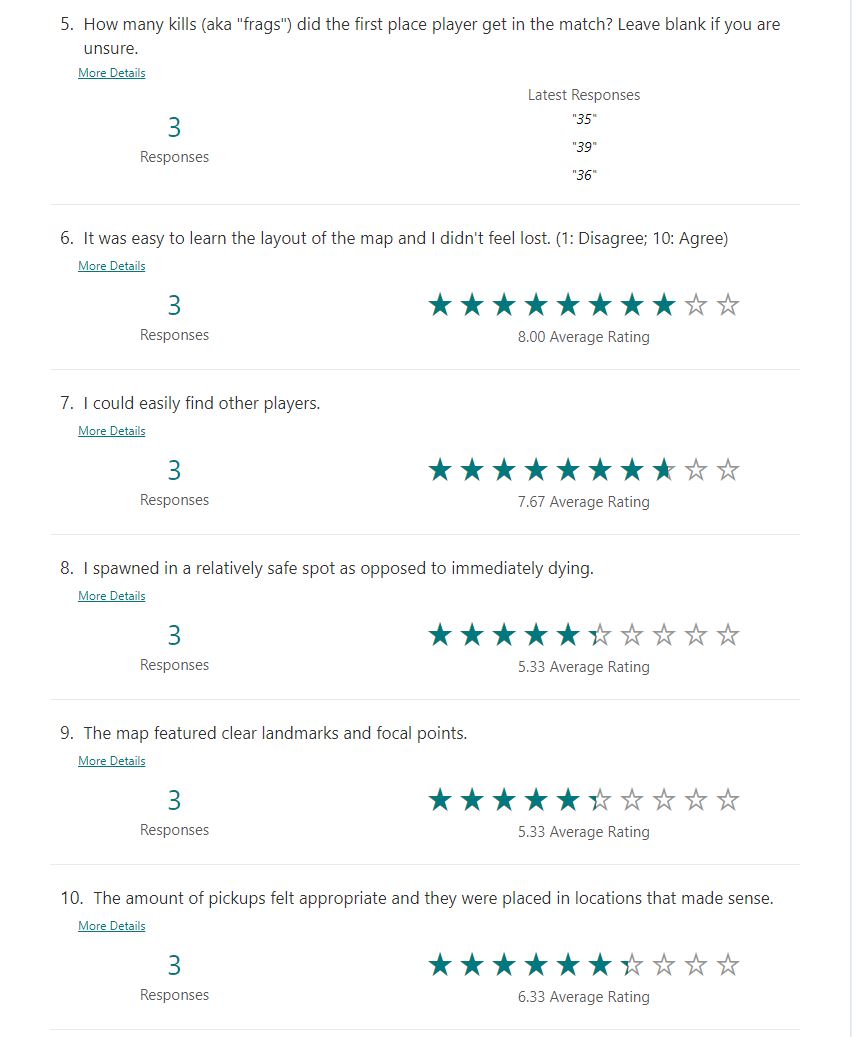 5. How many kills (aka "frags") did the first place player get in the match? Leave blank if you are
unsure.
More Details
Latest Responses
3
"35"
"39"
Responses
"36"
6. It was easy to learn the layout of the map and I didn't feel lost. (1: Disagree; 10: Agree)
More Details
3
Responses
8.00 Average Rating
7. I could easily find other players.
More Details
3
Responses
7.67 Average Rating
8. I spawned in a relatively safe spot as opposed to immediately dying.
More Details
3
Responses
5.33 Average Rating
9. The map featured clear landmarks and focal points.
More Details
3
Responses
5.33 Average Rating
10. The amount of pickups felt appropriate and they were placed in locations that made sense.
More Details
3
Responses
6.33 Average Rating